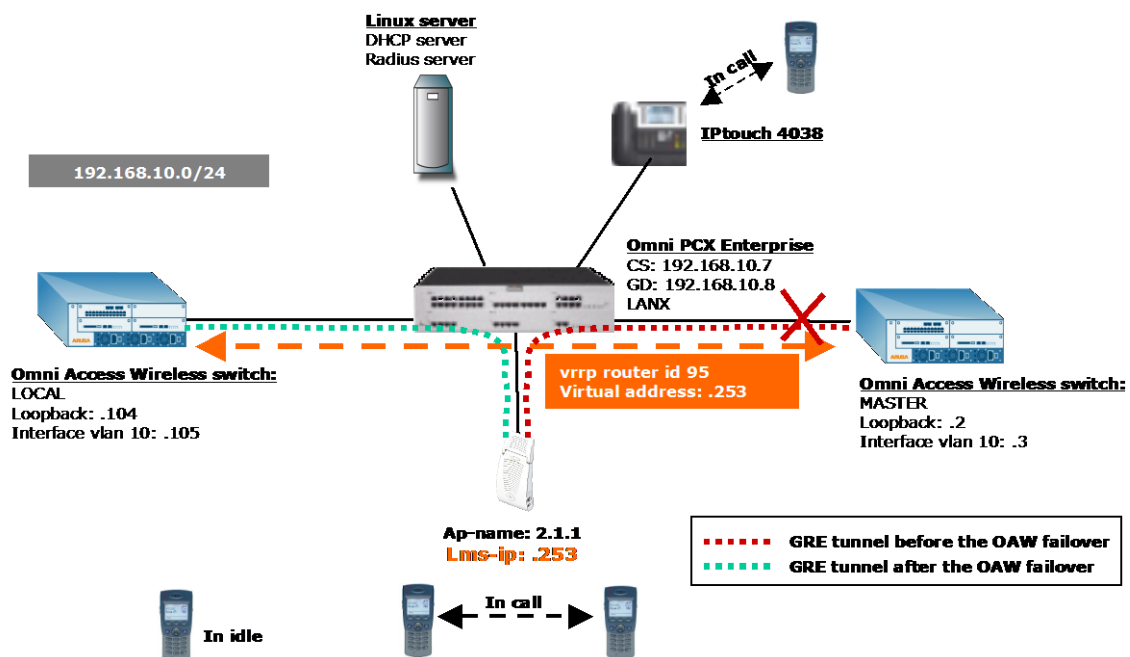 Linux server
DHCP server
Radius server
In call
IPtouch 4038
192.168.10.0/24
Omni PCX Enterprise
CS: 192.168.10.7
GD: 192.168.10.8
LANX
ARUBA
ARUBA
vrrp router id 95
Virtual address: .253
Omni Access Wireless switch:
LOCAL
Loopback: .104
Interface vlan 10: .105
Omni Access Wireless switch:
MASTER
Loopback: .2
Interface vlan 10: .3
Ap-name: 2.1.1
Lms-ip: .253
GRE tunnel before the OAW failover
GRE tunnel after the OAW failover
In call
In idle